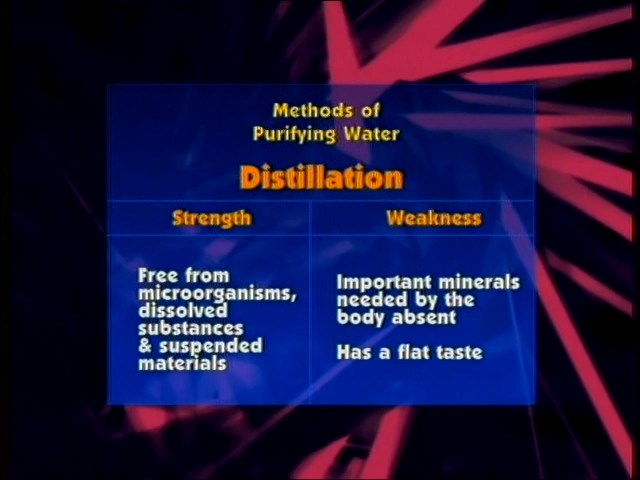 Methods of
Purifying Water
Distillation
Strength
Weakness
Free from
microorganisms,
dissolved
substances
& suspended
materials
Important minerals
needed by the
body absent
Has a flat taste